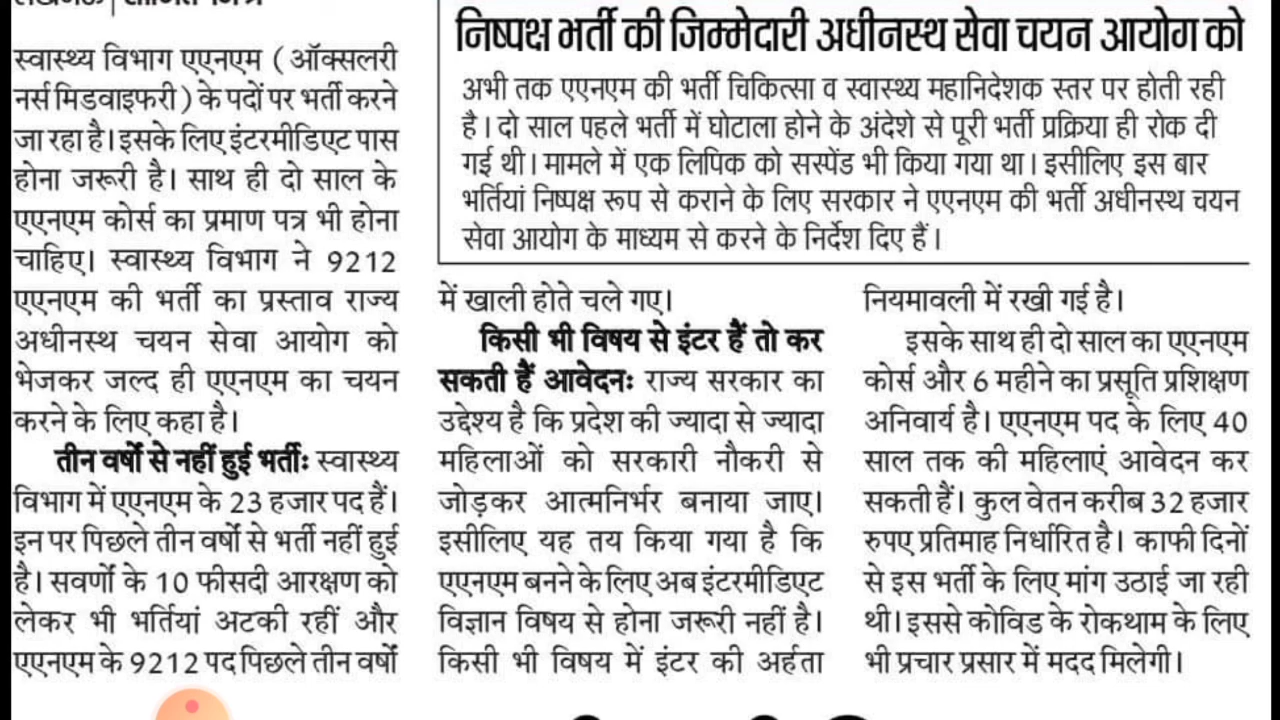 स्वास्थ्य विभाग एएनएम ( ऑक्सलरी
नर्स मिडवाइफरी ) के पदों पर भर्ती करने
जा रहा है। इसके लिए इंटरमीडिएट पास
होना जरूरी है। साथ ही दो साल के
एएनएम कोर्स का प्रमाण पत्र भी होना
चाहिए। स्वास्थ्य विभाग ने 9212
एएनएम की भर्ती का प्रस्ताव राज्य
अधीनस्थ चयन सेवा आयोग को
भेजकर जल्द ही एएनएम का चयन
करने के लिए कहा है।
तीन वर्षों से नहीं हुई भर्ती: स्वास्थ्य
विभाग में एएनएम के 23 हजार पद हैं।
इन पर पिछले तीन वर्षों से भर्ती नहीं हुई
है। सवर्णों के 10 फीसदी आरक्षण को
लेकर भी भर्तियां अटकी रहीं और
एएनएम के 9212 पद पिछले तीन वर्षों
निष्पक्ष भर्ती की जिम्मेदारी अधीनस्थ सेवा चयन आयोग को
अभी तक एएनएम की भर्ती चिकित्सा व स्वास्थ्य महानिदेशक स्तर पर होती रही
है। दो साल पहले भर्ती में घोटाला होने के अंदेशे से पूरी भर्ती प्रक्रिया ही रोक दी
गई थी। मामले में एक लिपिक को सस्पेंड भी किया गया था। इसीलिए इस बार
भर्तियां निष्पक्ष रूप से कराने के लिए सरकार ने एएनएम की भर्ती अधीनस्थ चयन
सेवा आयोग के माध्यम से करने के निर्देश दिए हैं।
में खाली होते चले गए।
किसी भी विषय से इंटर हैं तो कर
सकती हैं आवेदन: राज्य सरकार का
उद्देश्य है कि प्रदेश की ज्यादा से ज्यादा
महिलाओं को सरकारी नौकरी से
जोड़कर आत्मनिर्भर बनाया जाए।
इसीलिए यह तय किया गया है कि
एएनएम बनने के लिए अब इंटरमीडिएट
विज्ञान विषय से होना जरूरी नहीं है।
किसी भी विषय में इंटर की अर्हता
नियमावली में रखी गई है।
इसके साथ ही दो साल का एएनएम
कोर्स और 6 महीने का प्रसूति प्रशिक्षण
अनिवार्य है। एएनएम पद के लिए 40
साल तक की महिलाएं आवेदन कर
सकती हैं। कुल वेतन करीब 32 हजार
रुपए प्रतिमाह निर्धारित है। काफी दिनों
से इस भर्ती के लिए मांग उठाई जा रही
थी। इससे कोविड के रोकथाम के लिए
भी प्रचार प्रसार में मदद मिलेगी।